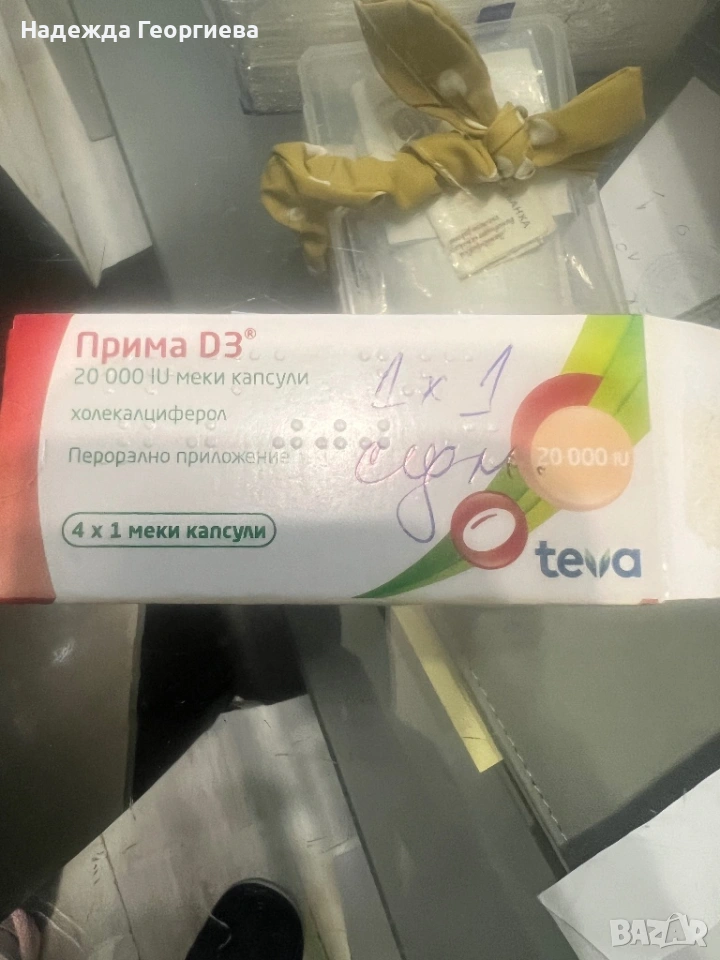 Надежда Георгиева
Прима D3®
20 000 IU меки капсули
холекалциферол
Перорално приложение
4 x 1 меки капсули
1 x 1
20 000 IU
teva
BAZAR